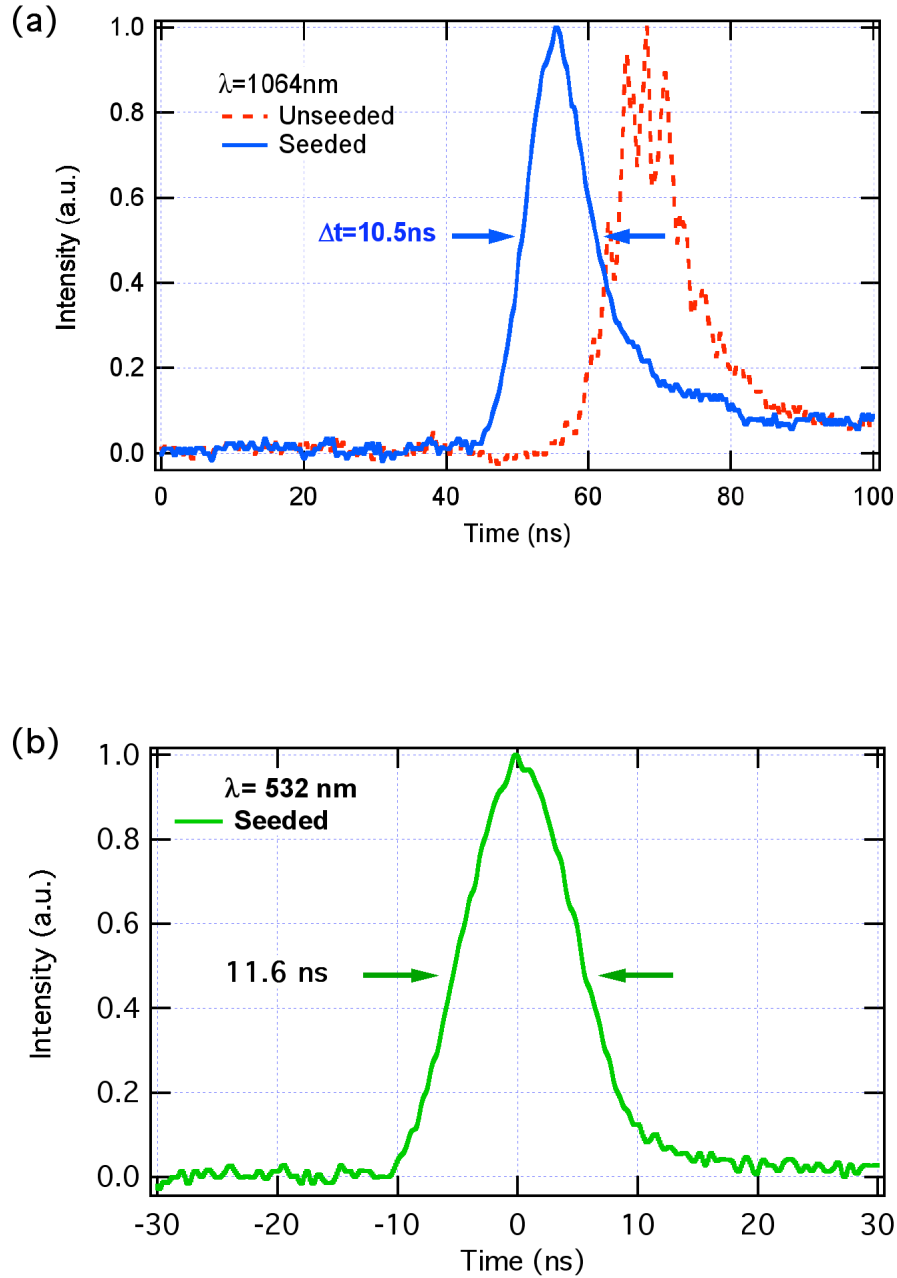 (a)
1.0
0.8
0.6
0.4
0.2
0.0
Intensity (a.u.)
λ=1064nm
Unseeded
Seeded
Δt=10.5ns
0
20
40
60
80
100
Time (ns)
(b)
1.0
0.8
0.6
0.4
0.2
0.0
Intensity (a.u.)
λ= 532 nm
Seeded
11.6 ns
-30
-20
-10
0
10
20
30
Time (ns)